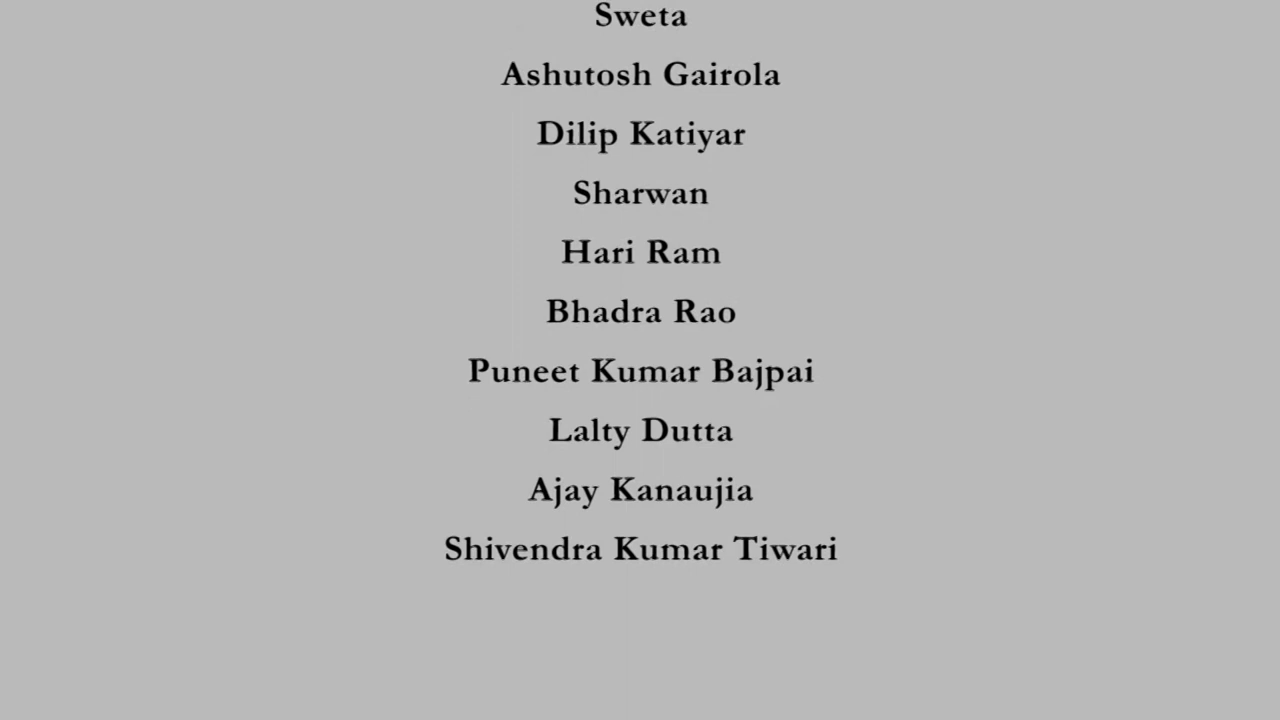 Sweta
Ashutosh Gairola
Dilip Katiyar
Sharwan
Hari Ram
Bhadra Rao
Puneet Kumar Bajpai
Lalty Dutta
Ajay Kanaujia
Shivendra Kumar Tiwari